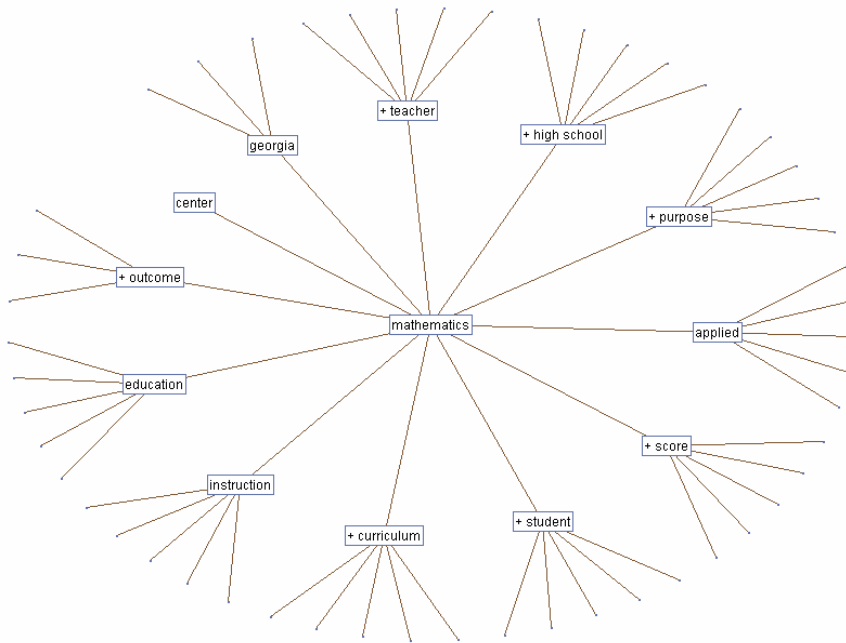 + teacher
+ high school
georgia
center
+ purpose
+ outcome
mathematics
applied
education
+ score
instruction
+ student
+ curriculum